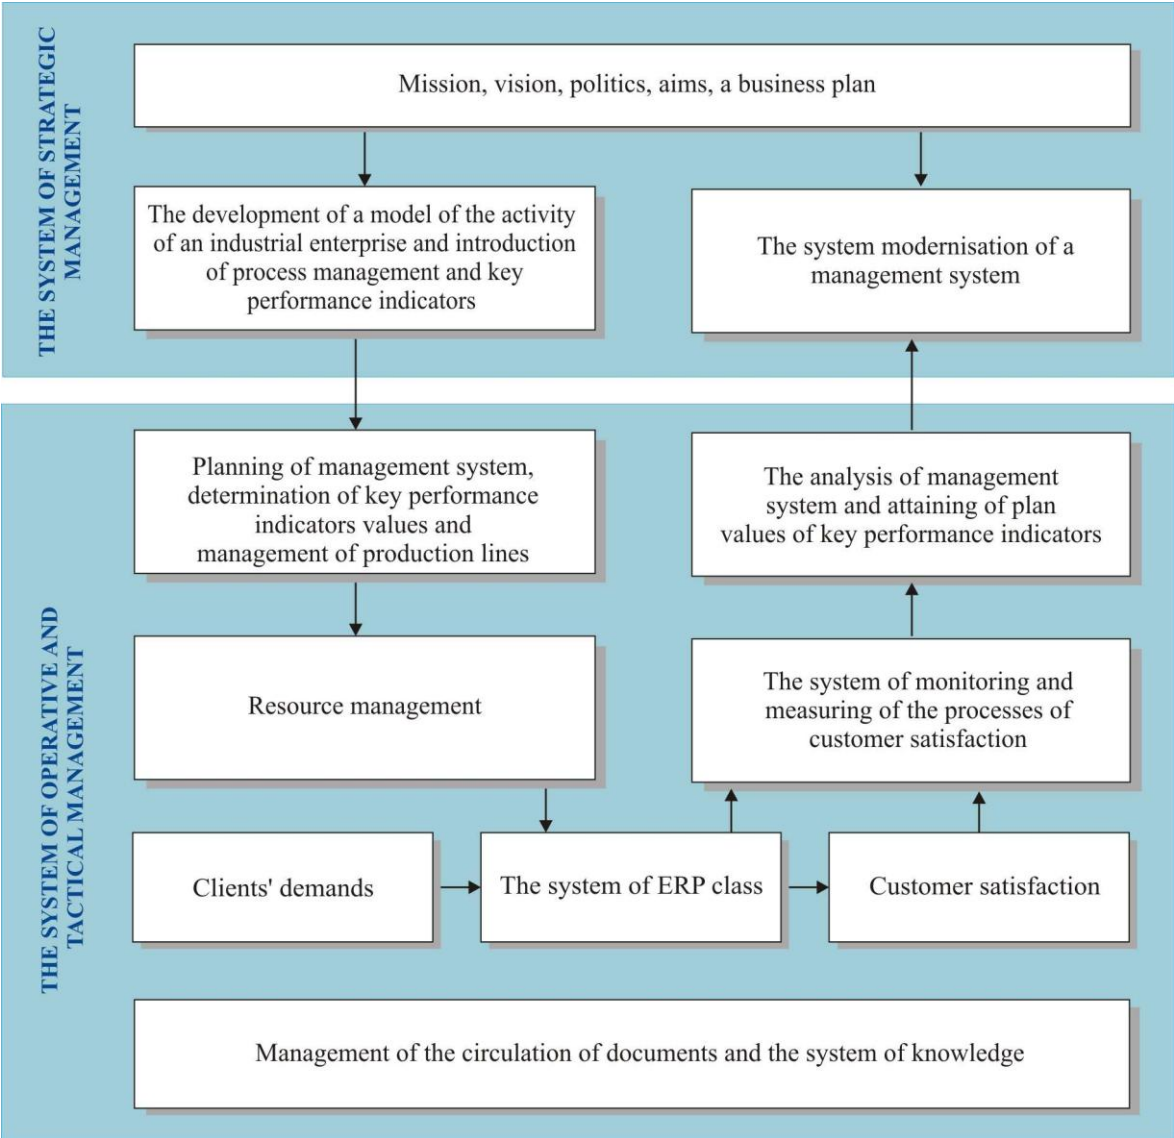 THE SYSTEM OF STRATEGIC
MANAGEMENT
Mission, vision, politics, aims, a business plan
The development of a model of the activity
of an industrial enterprise and introduction
of process management and key
performance indicators
The system modernisation of a
management system
THE SYSTEM OF OPERATIVE AND
TACTICAL MANAGEMENT
Planning of management system,
determination of key performance
indicators values and
management of production lines
The analysis of management
system and attaining of plan
values of key performance indicators
Resource management
The system of monitoring and
measuring of the processes of
customer satisfaction
Clients' demands
The system of ERP class
Customer satisfaction
Management of the circulation of documents and the system of knowledge